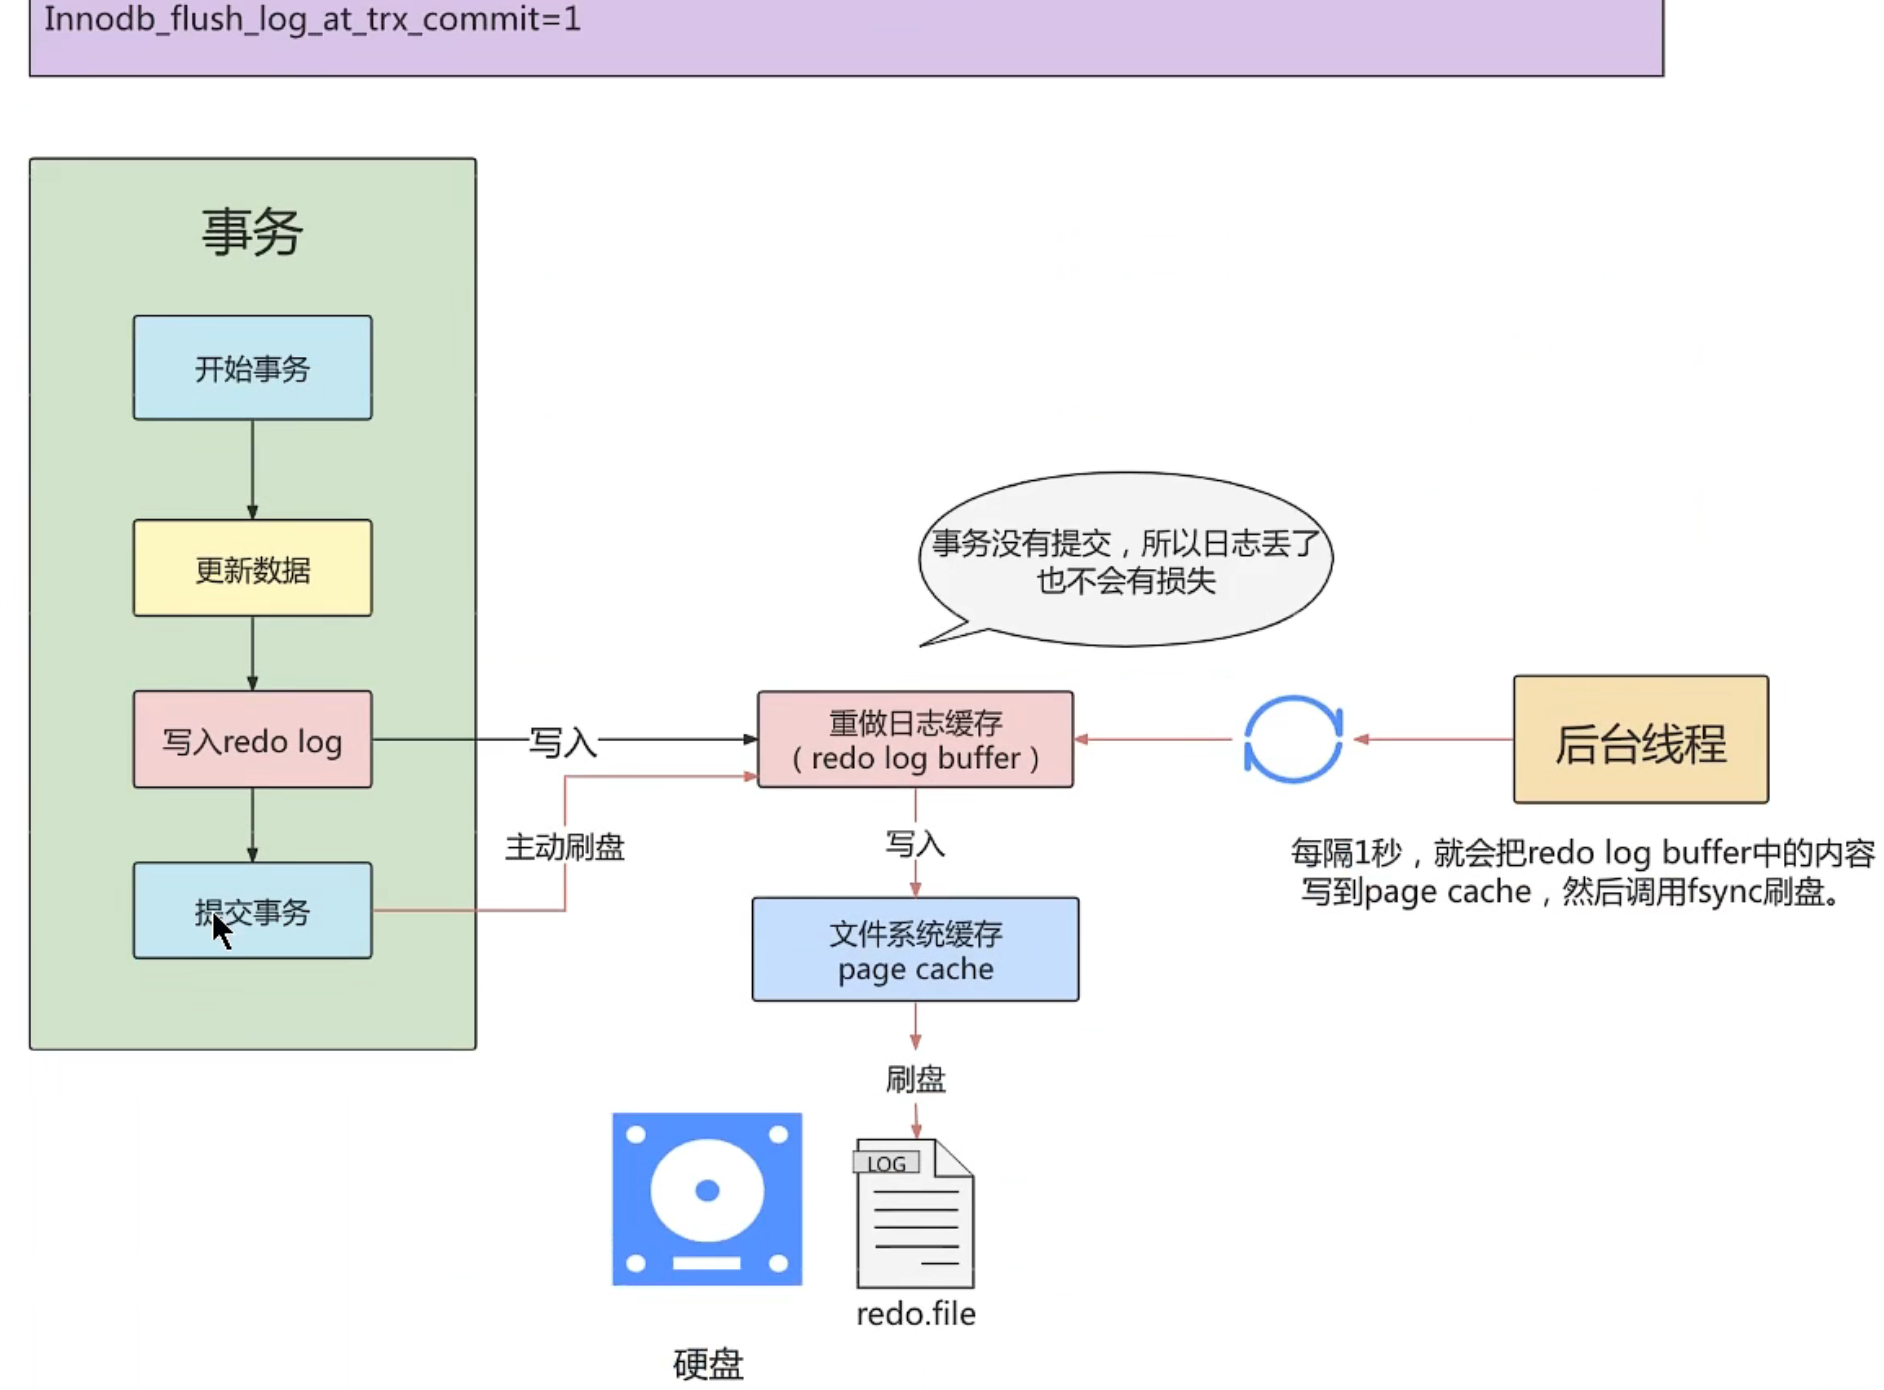 Innodb_flush_log_at_trx_commit=1
事务
开始事务
更新数据
写入redo log
提交事务
写入
主动刷盘
事务没有提交，所以日志丢了
也不会有损失
重做日志缓存
（redo log buffer）
后台线程
每隔1秒，就会把redo log buffer中的内容
写到page cache，然后调用fsync刷盘。
写入
文件系统缓存
page cache
刷盘
LOG
redo.file
硬盘